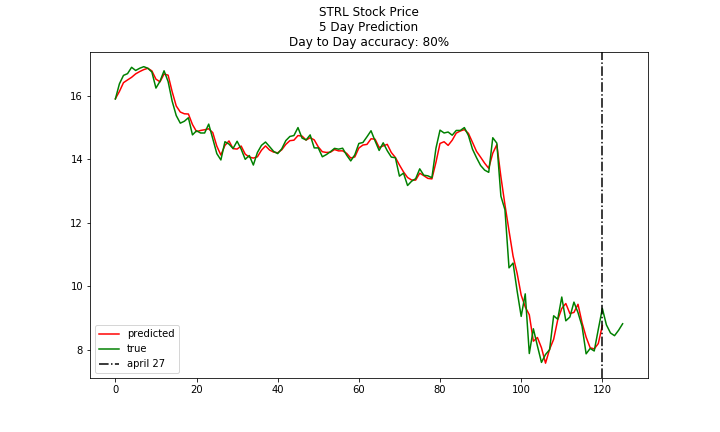 STRL Stock Price
5 Day Prediction
Day to Day accuracy: 80%
16
14
12
10
8
predicted
true
april 27
0 20 40 60 80 100 120